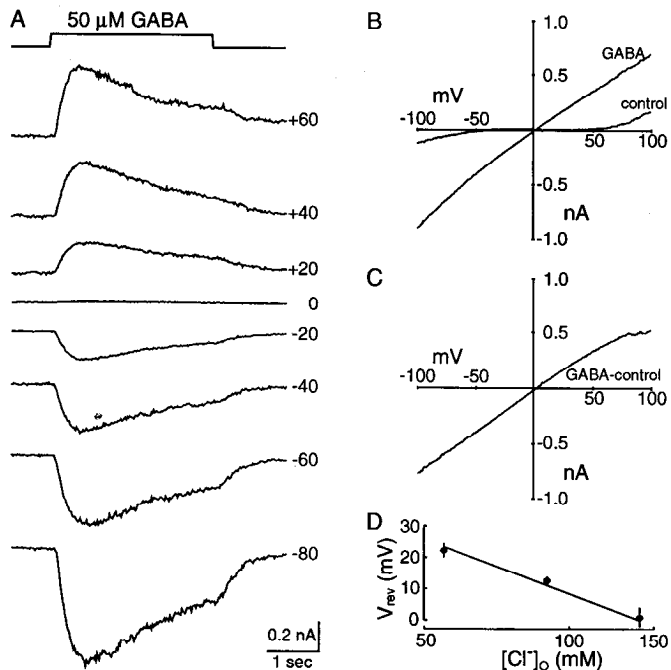 A
50 µM GABA
+60
+40
+20
0
-20
-40
-60
-80
0.2 nA
1 sec
B
1.0
GABA
0.5
mV
control
-100
-50
50
100
-0.5
nA
-1.0
C
1.0
0.5
mV
-100
-50
GABA-control
50
100
-0.5
nA
-1.0
D
30
20
10
0
Vrev (mV)
50
100
150
[Cl⁻]o (mM)